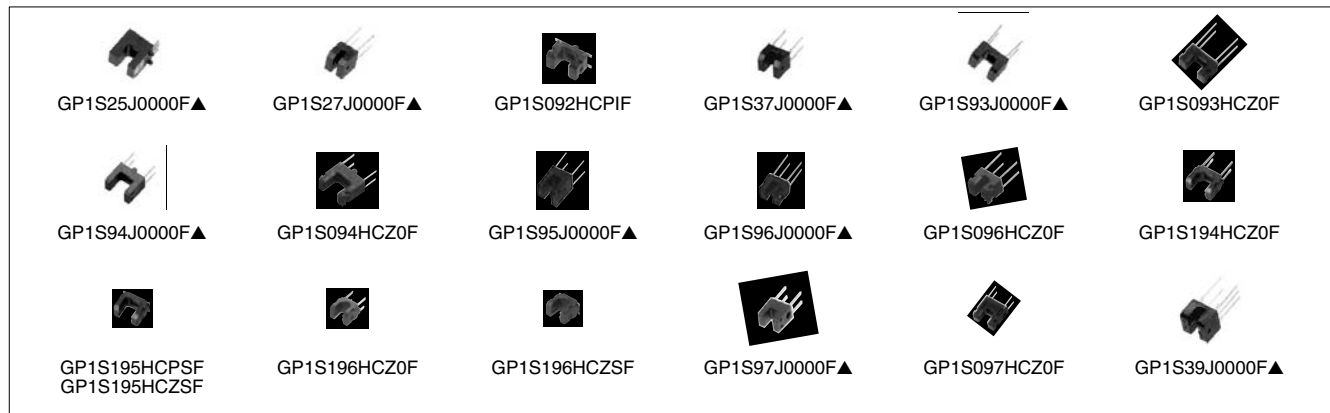 GP1S25J0000F▲ GP1S27J0000F▲ GP1S092HCPIF GP1S37J0000F▲ GP1S93J0000F▲ GP1S093HCZ0F
GP1S94J0000F▲ GP1S094HCZ0F GP1S95J0000F▲ GP1S96J0000F▲ GP1S096HCZ0F GP1S194HCZ0F
GP1S195HCPSF GP1S196HCZ0F GP1S196HCZSF GP1S97J0000F▲ GP1S097HCZ0F GP1S39J0000F▲
GP1S195HCZSF